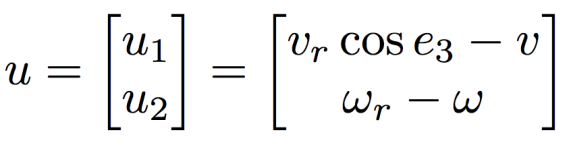 u = [u₁ u₂] = [v_r cos e₃ − v
ω_r − ω]